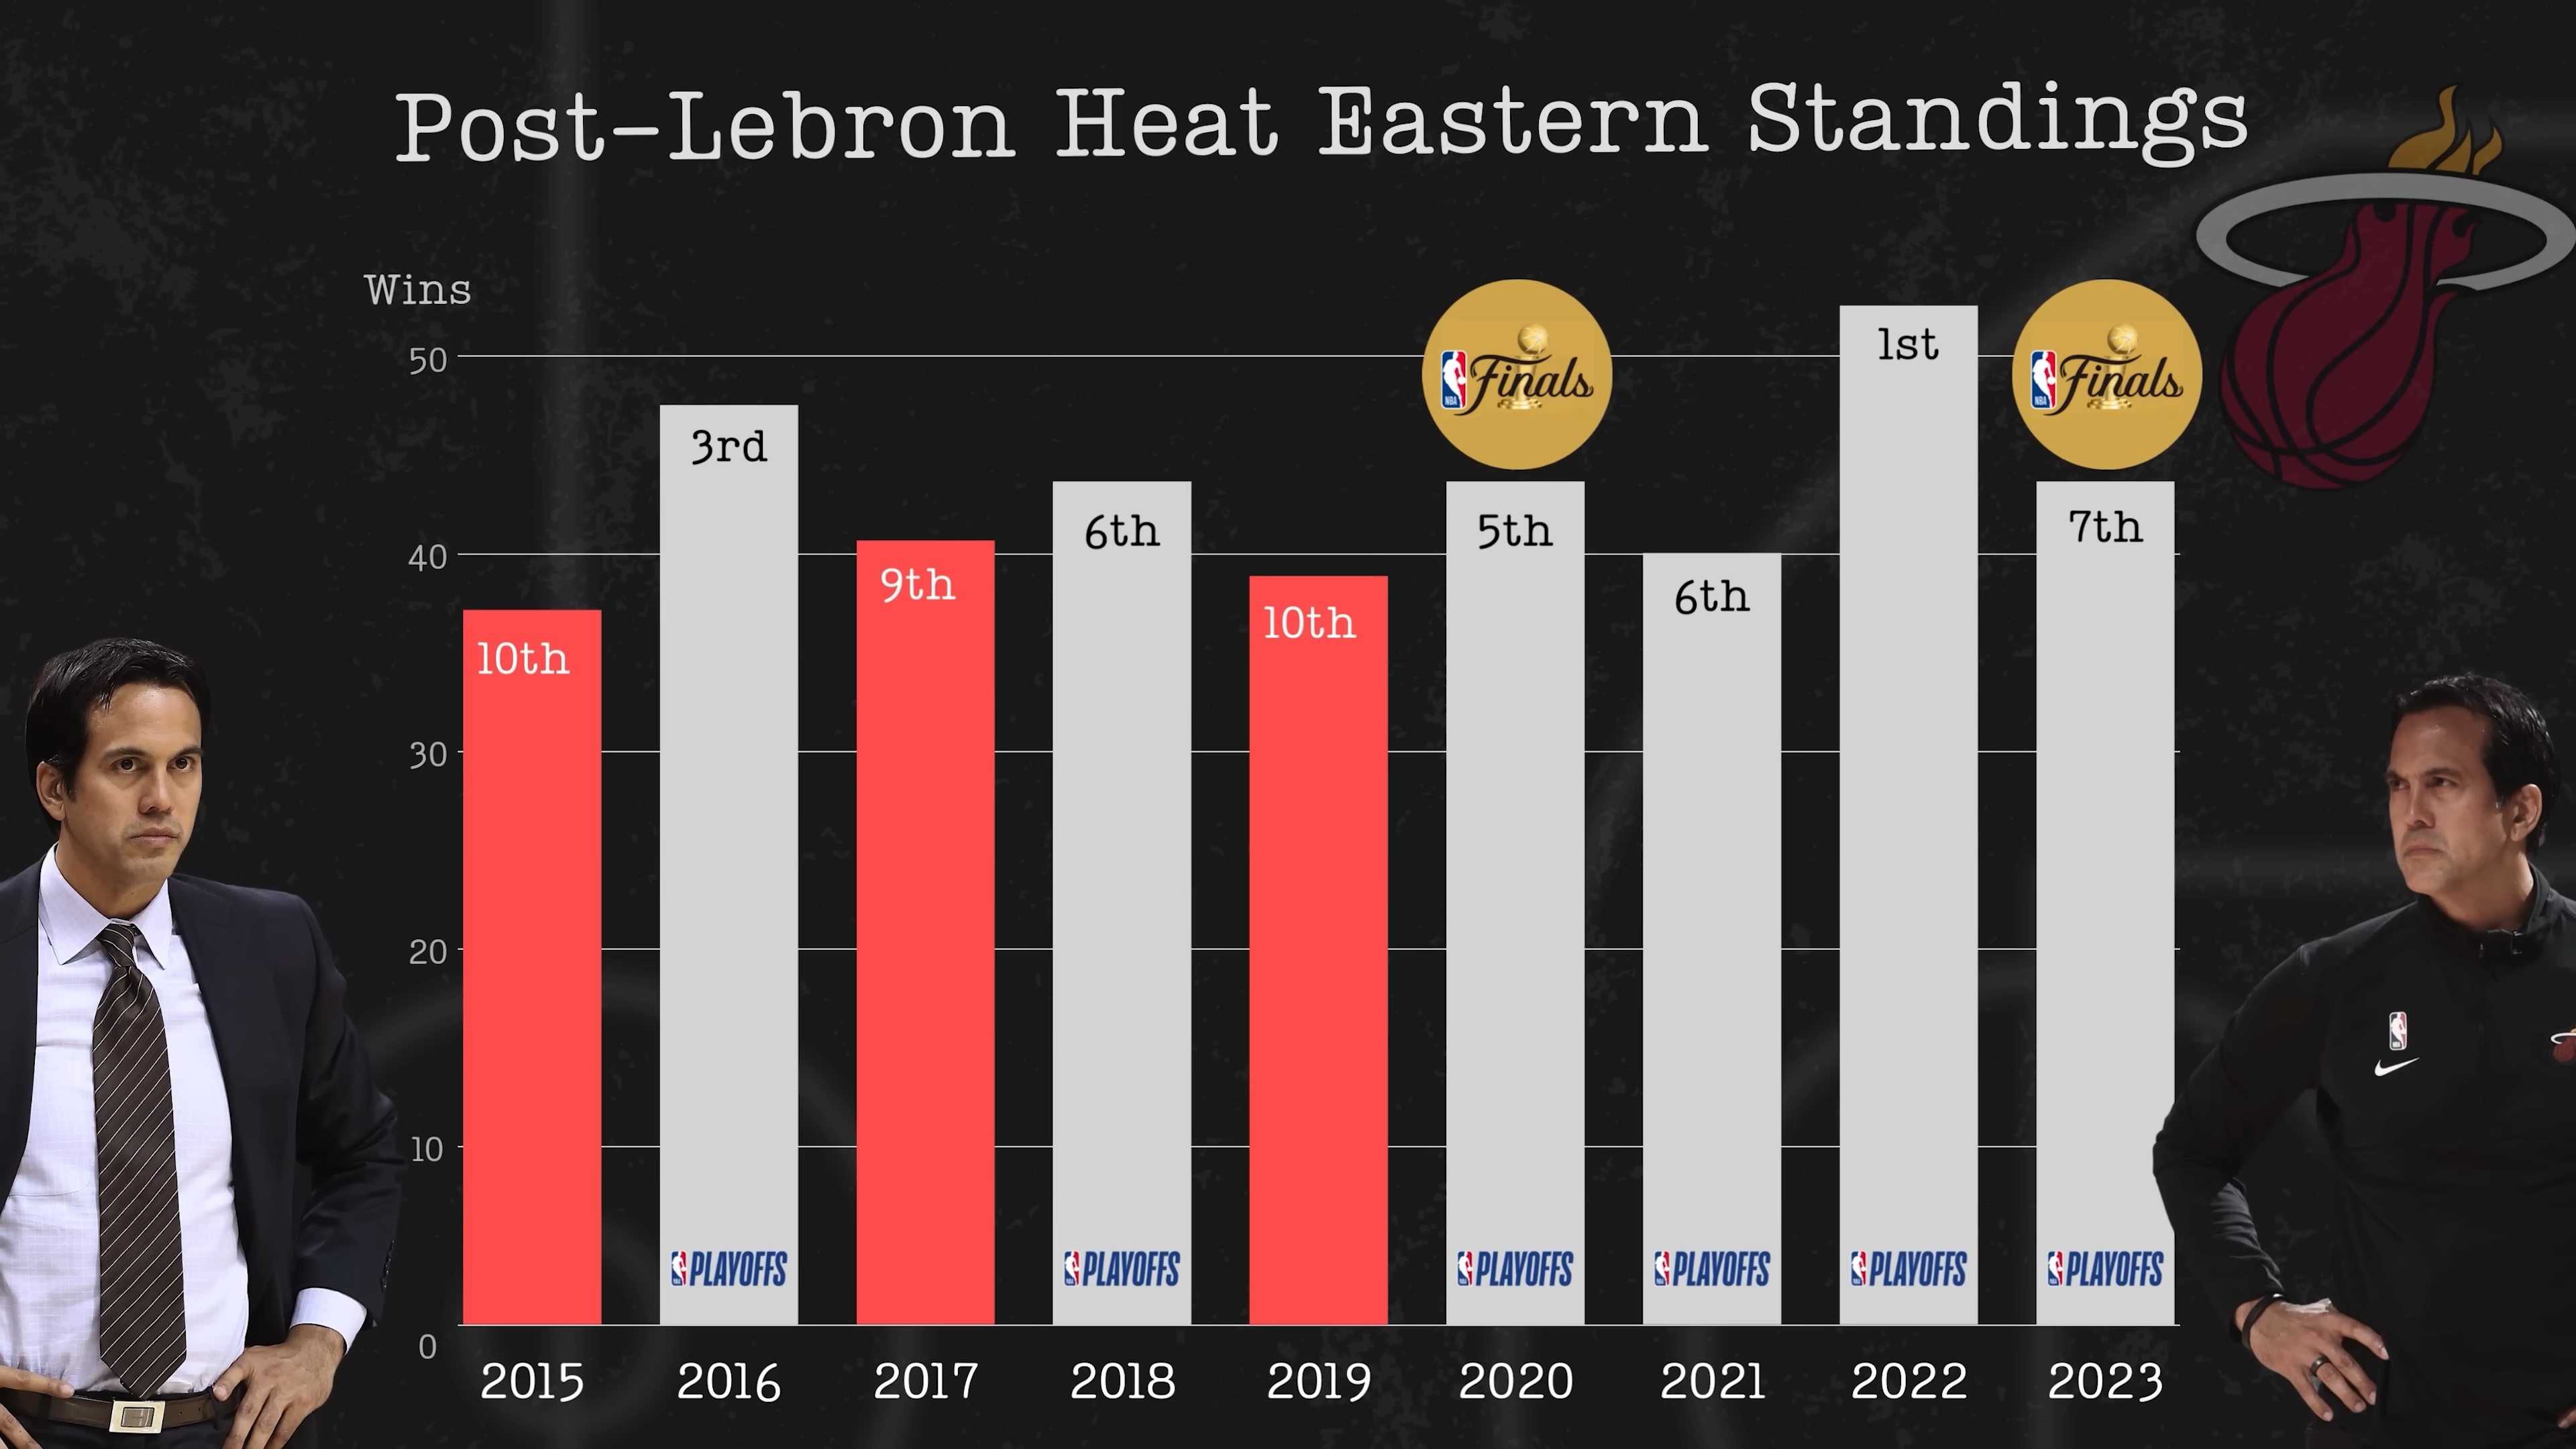 Post-Lebron Heat Eastern Standings
Wins
50
40
30
20
10
0
10th
3rd
9th
6th
10th
5th
6th
1st
7th
NBA Finals
NBA Finals
PLAYOFFS
PLAYOFFS
PLAYOFFS
PLAYOFFS
PLAYOFFS
PLAYOFFS
2015
2016
2017
2018
2019
2020
2021
2022
2023